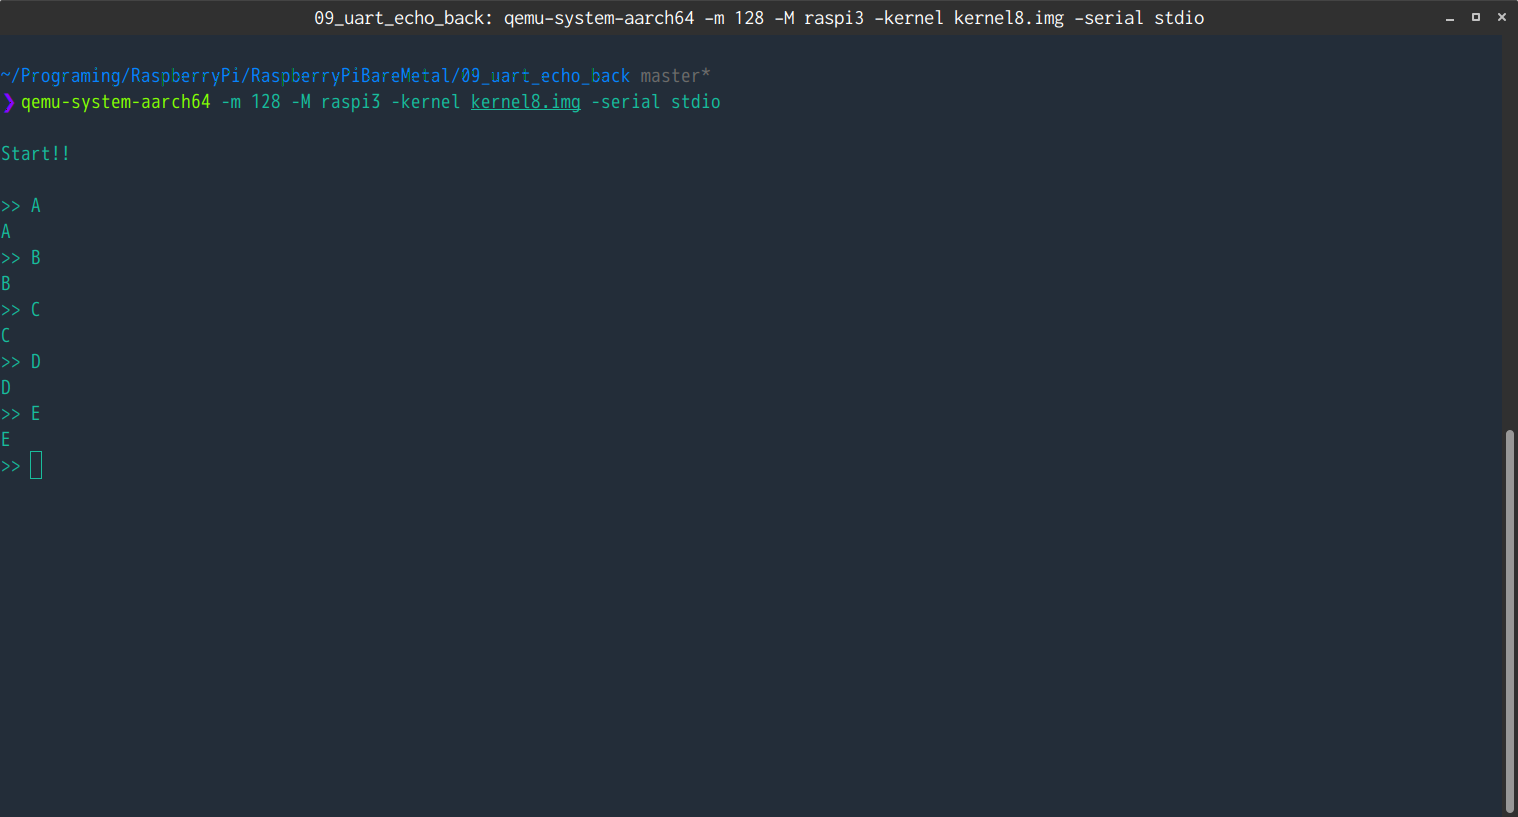 09_uart_echo_back: qemu-system-aarch64 -m 128 -M raspi3 -kernel kernel8.img -serial stdio
~/Programing/RaspberryPi/RaspberryPiBareMetal/09_uart_echo_back master*
❯ qemu-system-aarch64 -m 128 -M raspi3 -kernel kernel8.img -serial stdio
Start!!
>> A
A
>> B
B
>> C
C
>> D
D
>> E
E
>>